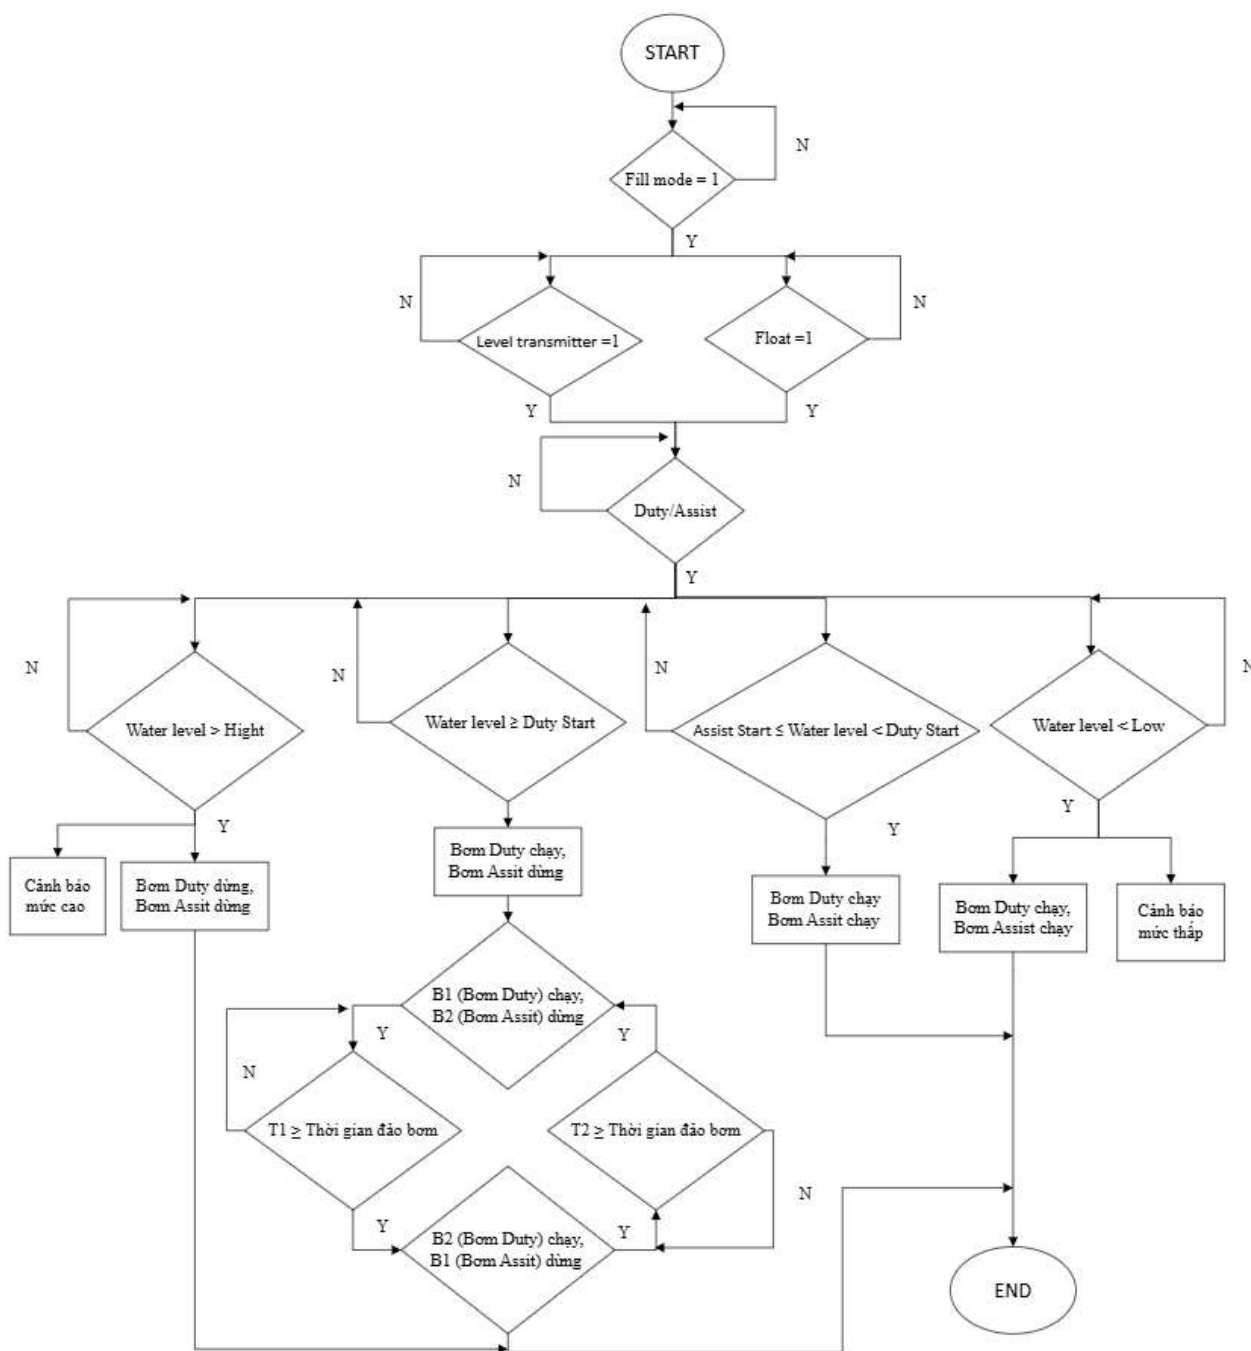 START
N
Fill mode = 1
Y
N
N
Level transmitter =1
Float =1
Y
Y
N
Duty/Assist
Y
N
N
N
N
Water level > Hight
Water level ≥ Duty Start
Assist Start ≤ Water level < Duty Start
Water level < Low
Y
Y
Y
Cảnh báo
mức cao
Bơm Duty dừng,
Bơm Assit dừng
Bơm Duty chạy,
Bơm Assit dừng
Bơm Duty chạy
Bơm Assit chạy
Bơm Duty chạy,
Bơm Assist chạy
Cảnh báo
mức thấp
B1 (Bơm Duty) chạy,
B2 (Bơm Assit) dừng
Y
Y
N
T1 ≥ Thời gian đảo bơm
T2 ≥ Thời gian đảo bơm
N
Y
Y
B2 (Bơm Duty) chạy,
B1 (Bơm Assit) dừng
END